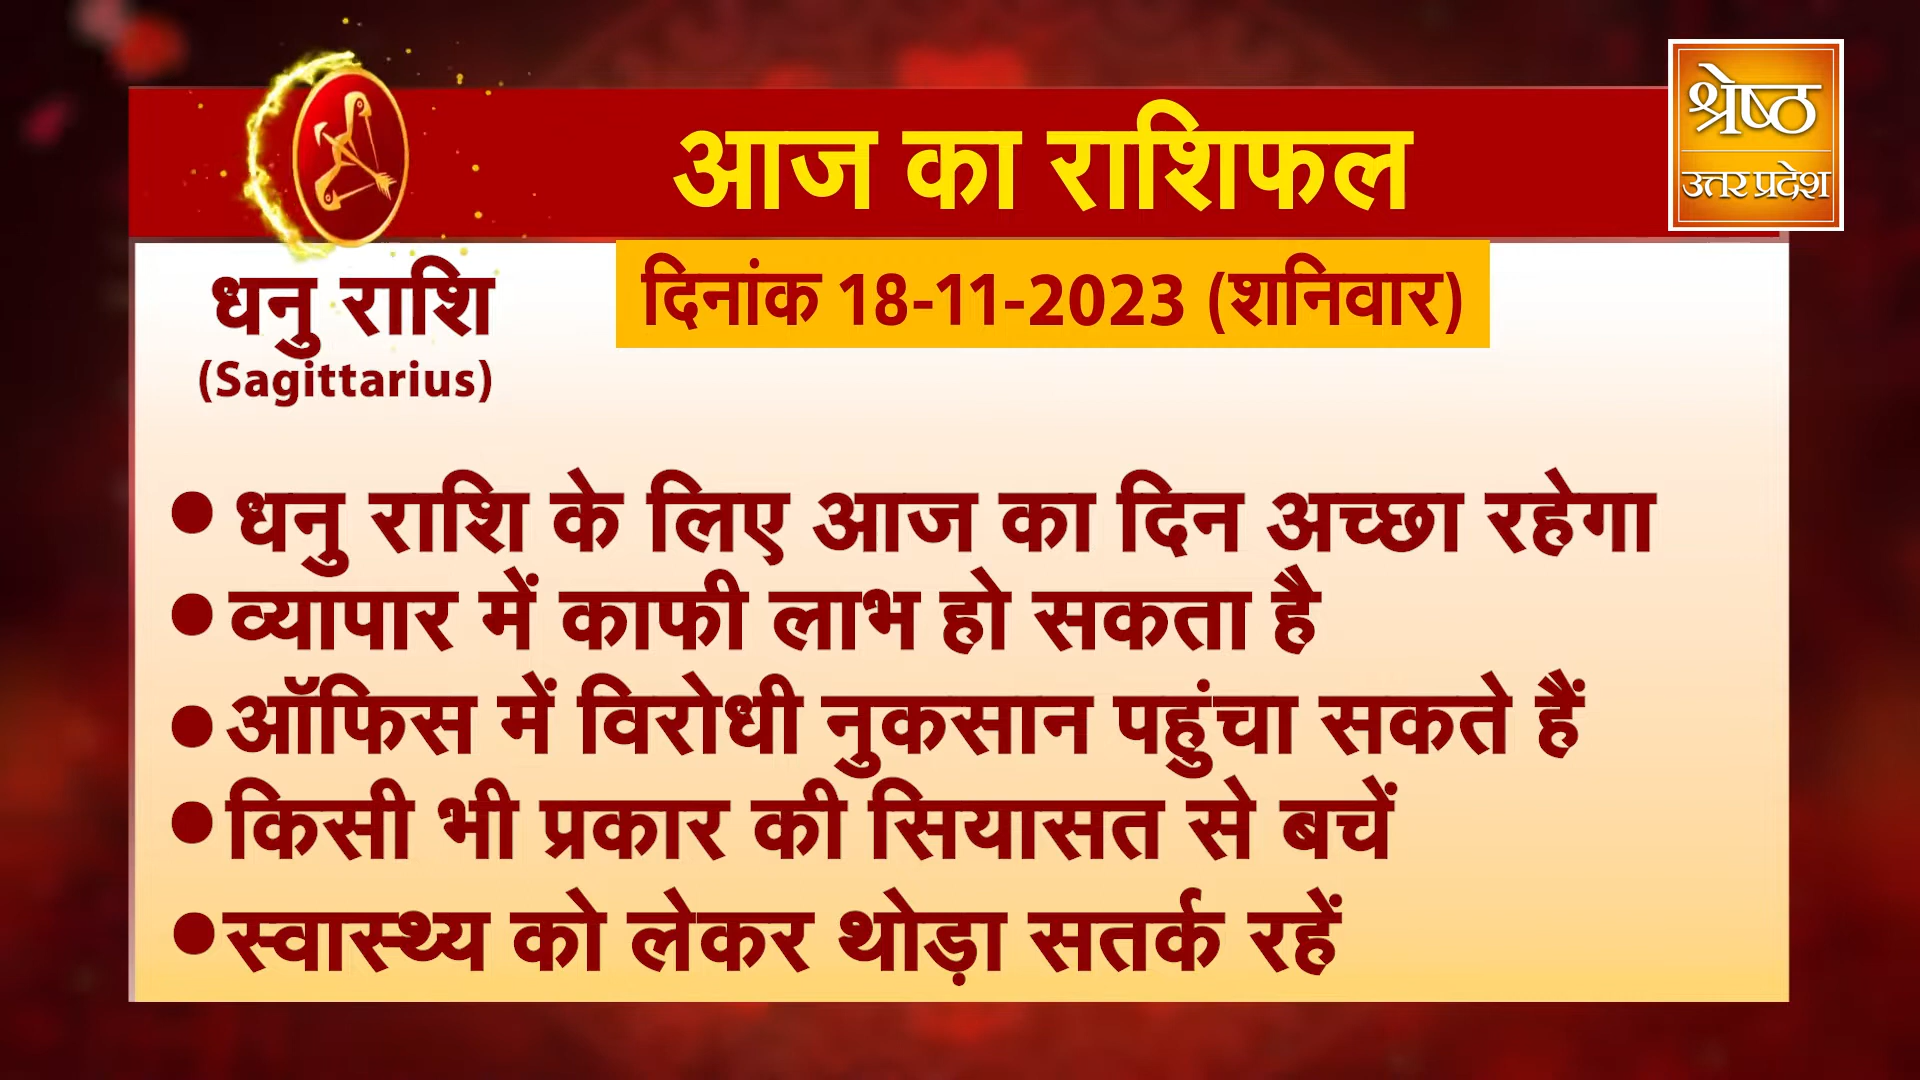 आज का राशिफल
श्रेष्ठ
उत्तर प्रदेश
धनु राशि
(Sagittarius)
दिनांक 18-11-2023 (शनिवार)
• धनु राशि के लिए आज का दिन अच्छा रहेगा
• व्यापार में काफी लाभ हो सकता है
• ऑफिस में विरोधी नुकसान पहुंचा सकते हैं
• किसी भी प्रकार की सियासत से बचें
• स्वास्थ्य को लेकर थोड़ा सतर्क रहें